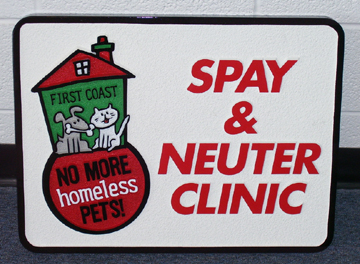 FIRST COAST
NO MORE
homeless
PETS!
SPAY
&
NEUTER
CLINIC